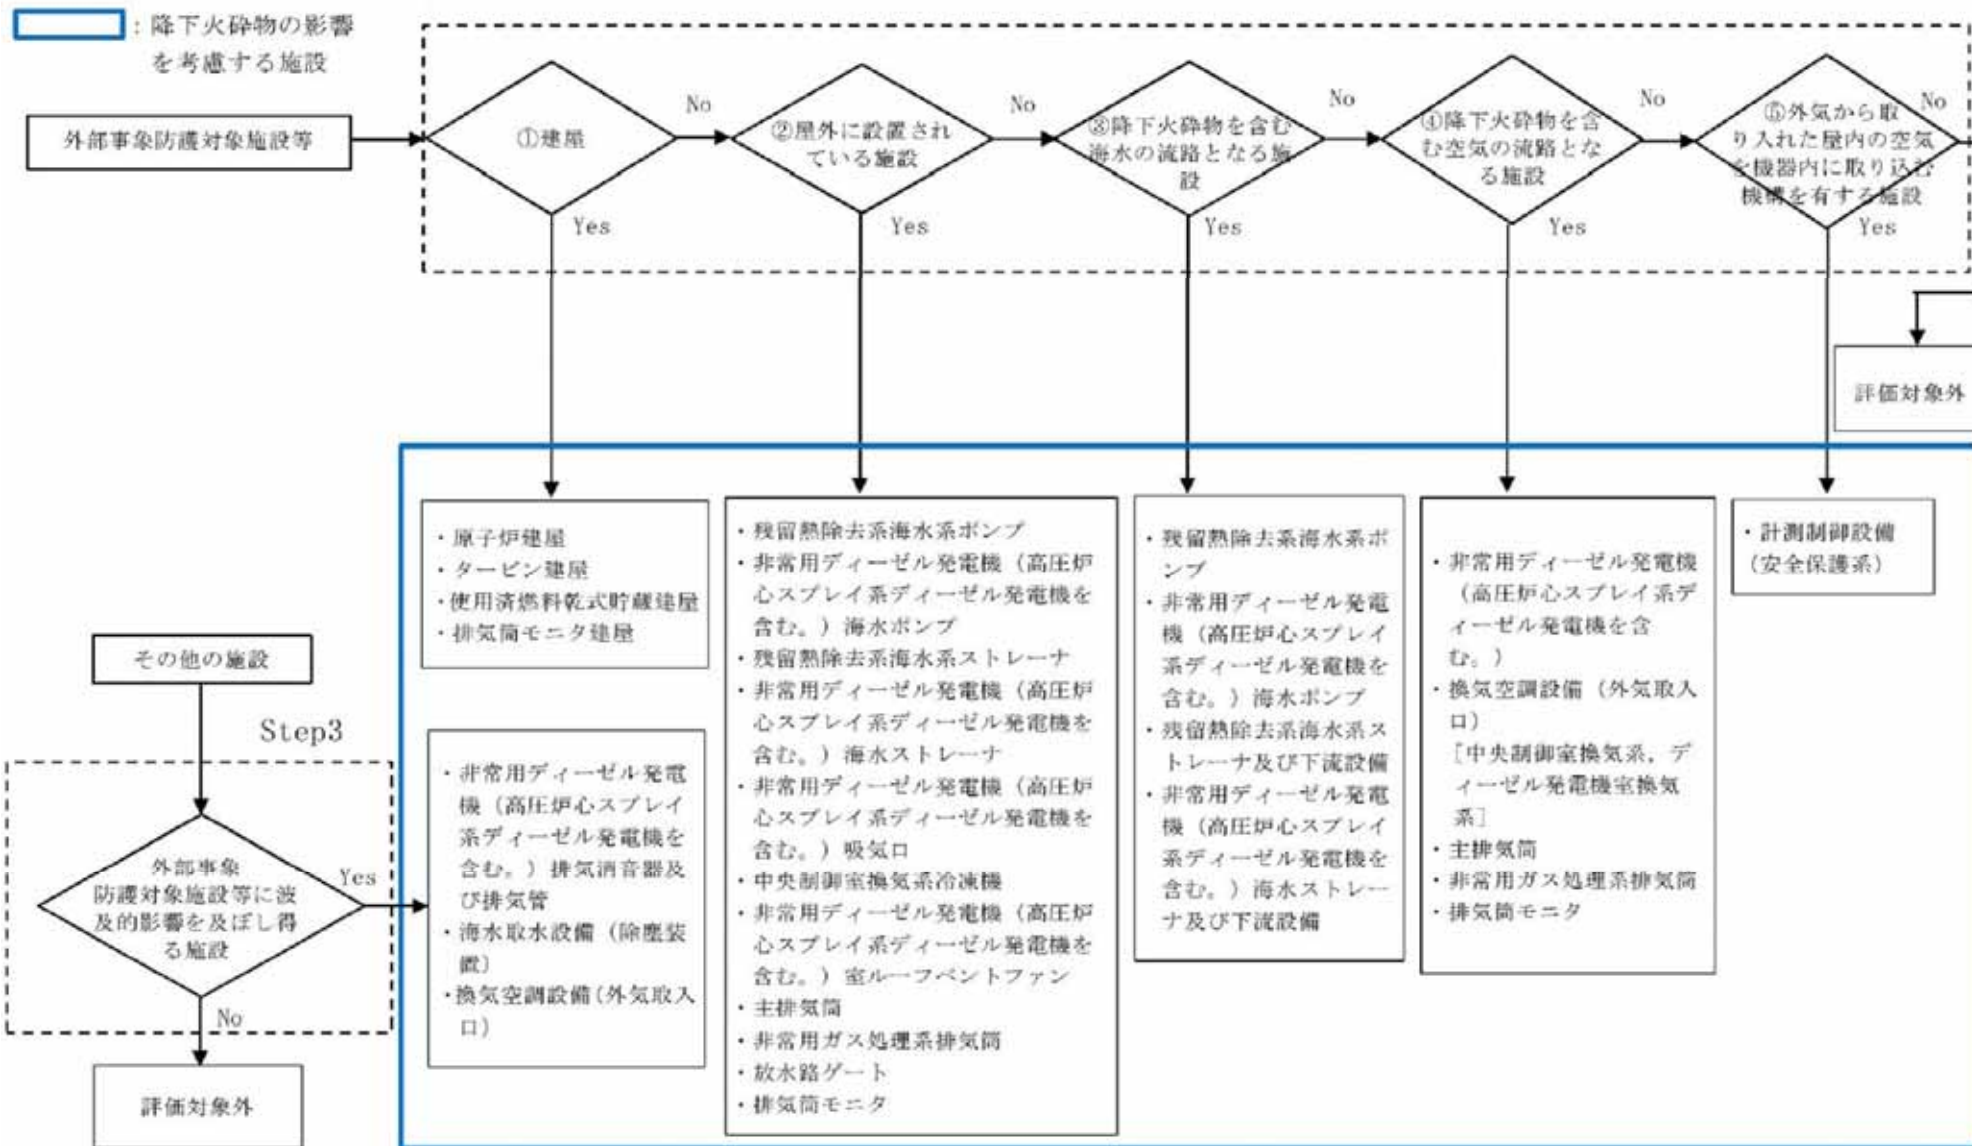 ：降下火砕物の影響
を考慮する施設
外部事象防護対象施設等
①建屋
No
Yes
②屋外に設置され
ている施設
No
Yes
③降下火砕物を含む
海水の流路となる施
設
No
Yes
④降下火砕物を含
む空気の流路とな
る施設
No
Yes
⑤外気から取
り入れた屋内の空気
を機器内に取り込む
機構を有する施設
No
Yes
評価対象外
・原子炉建屋
・タービン建屋
・使用済燃料乾式貯蔵建屋
・排気筒モニタ建屋
・残留熱除去系海水系ポンプ
・非常用ディーゼル発電機（高圧炉
心スプレイ系ディーゼル発電機を
含む。）海水ポンプ
・残留熱除去系海水系ストレーナ
・非常用ディーゼル発電機（高圧炉
心スプレイ系ディーゼル発電機を
含む。）海水ストレーナ
・非常用ディーゼル発電機（高圧炉
心スプレイ系ディーゼル発電機を
含む。）吸気口
・中央制御室換気系冷凍機
・非常用ディーゼル発電機（高圧炉
心スプレイ系ディーゼル発電機を
含む。）室ルーフベントファン
・主排気筒
・非常用ガス処理系排気筒
・放水路ゲート
・排気筒モニタ
・残留熱除去系海水系ポ
ンプ
・非常用ディーゼル発電
機（高圧炉心スプレイ
系ディーゼル発電機を
含む。）海水ポンプ
・残留熱除去系海水系ス
トレーナ及び下流設備
・非常用ディーゼル発電
機（高圧炉心スプレイ
系ディーゼル発電機を
含む。）海水ストレー
ナ及び下流設備
・非常用ディーゼル発電機
（高圧炉心スプレイ系デ
ィーゼル発電機を含
む。）
・換気空調設備（外気取入
口）
［中央制御室換気系，デ
ィーゼル発電機室換気
系］
・主排気筒
・非常用ガス処理系排気筒
・排気筒モニタ
・計測制御設備
（安全保護系）
その他の施設
Step3
外部事象
防護対象施設等に波
及的影響を及ぼし得
る施設
Yes
No
評価対象外
・非常用ディーゼル発電
機（高圧炉心スプレイ
系ディーゼル発電機を
含む。）排気消音器及
び排気管
・海水取水設備（除塵装
置）
・換気空調設備（外気取入
口）